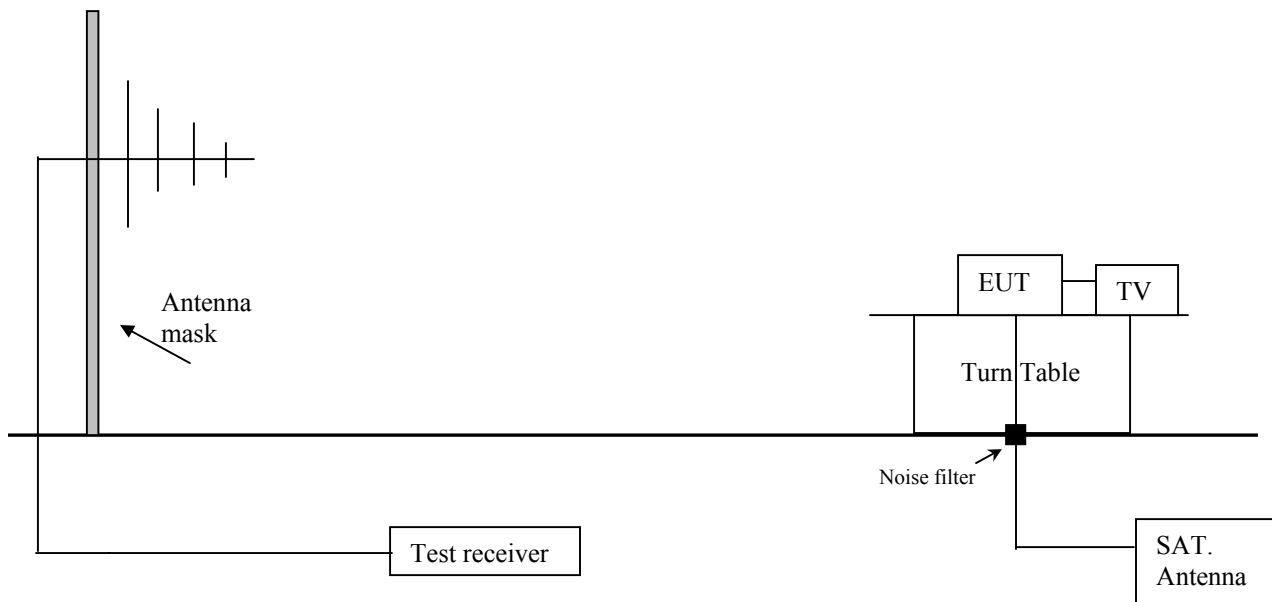 EUT
TV
Antenna
mask
Turn Table
Noise filter
Test receiver
SAT.
Antenna